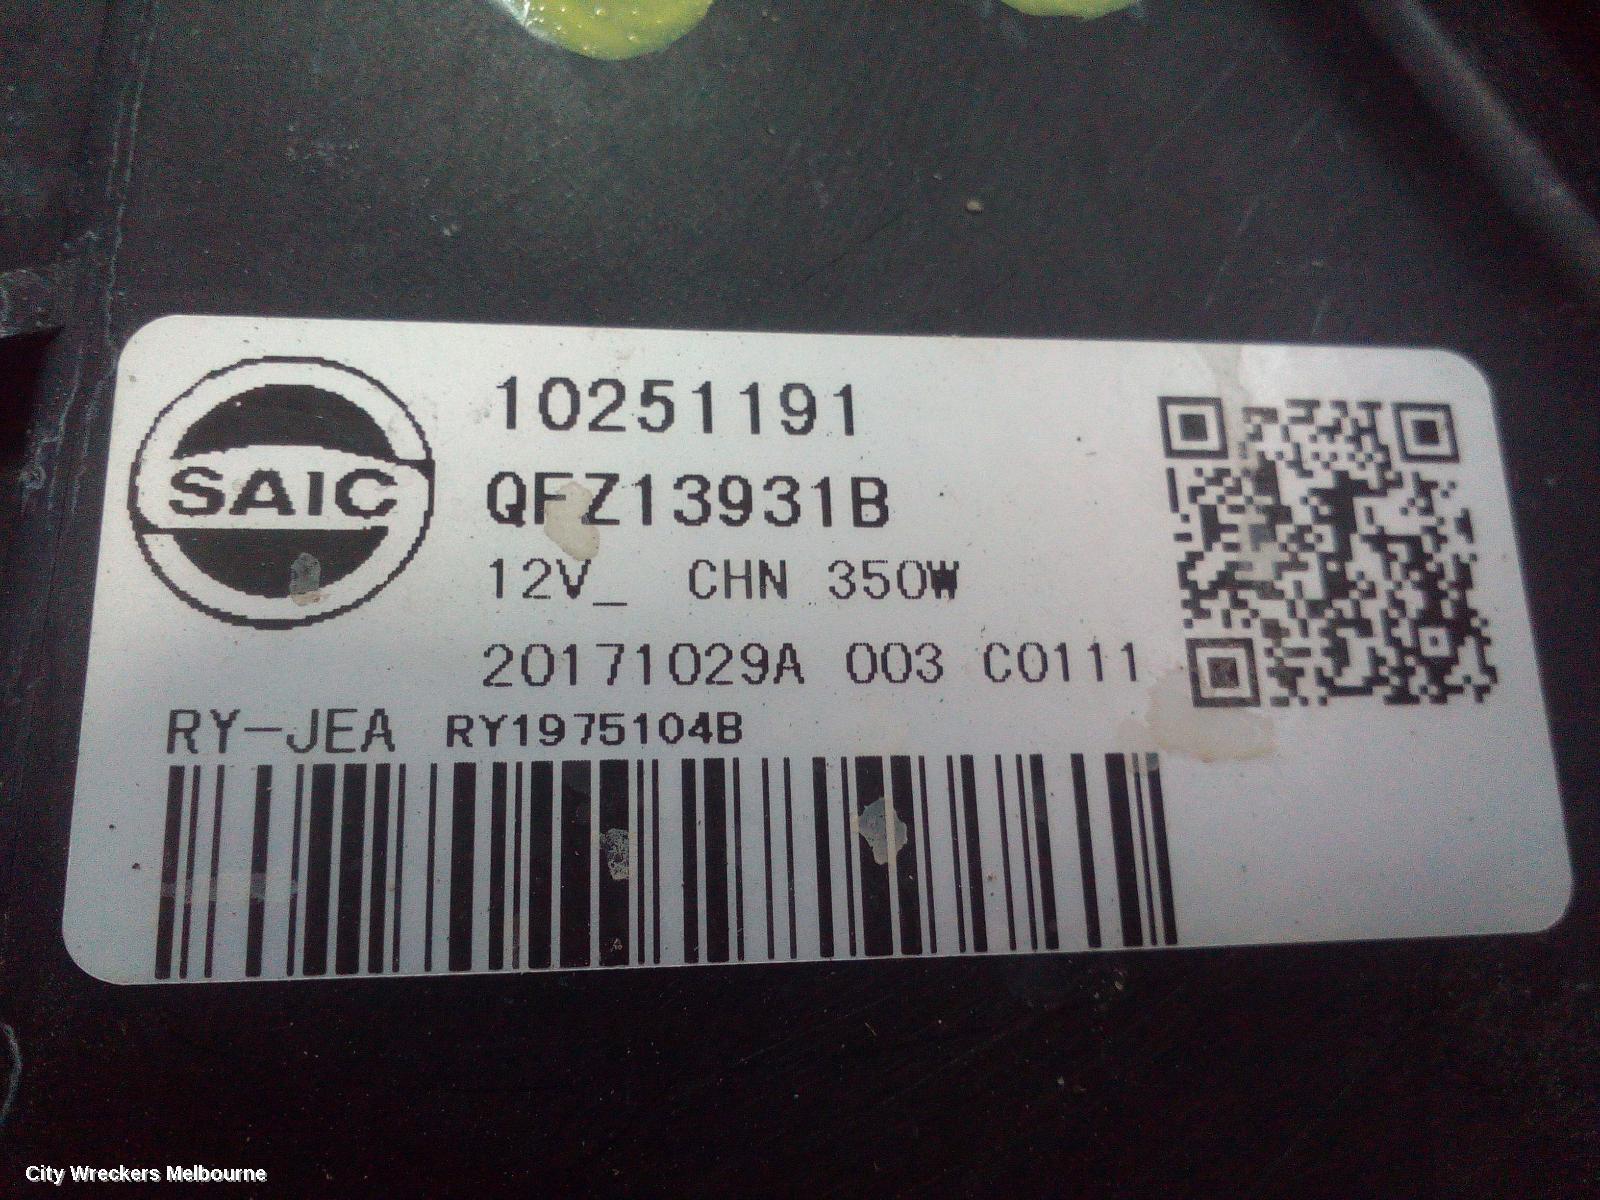 SAIC
10251191
QFZ13931B
12V_ CHN 350W
20171029A 003 C0111
RY-JEA RY1975104B
City Wreckers Melbourne